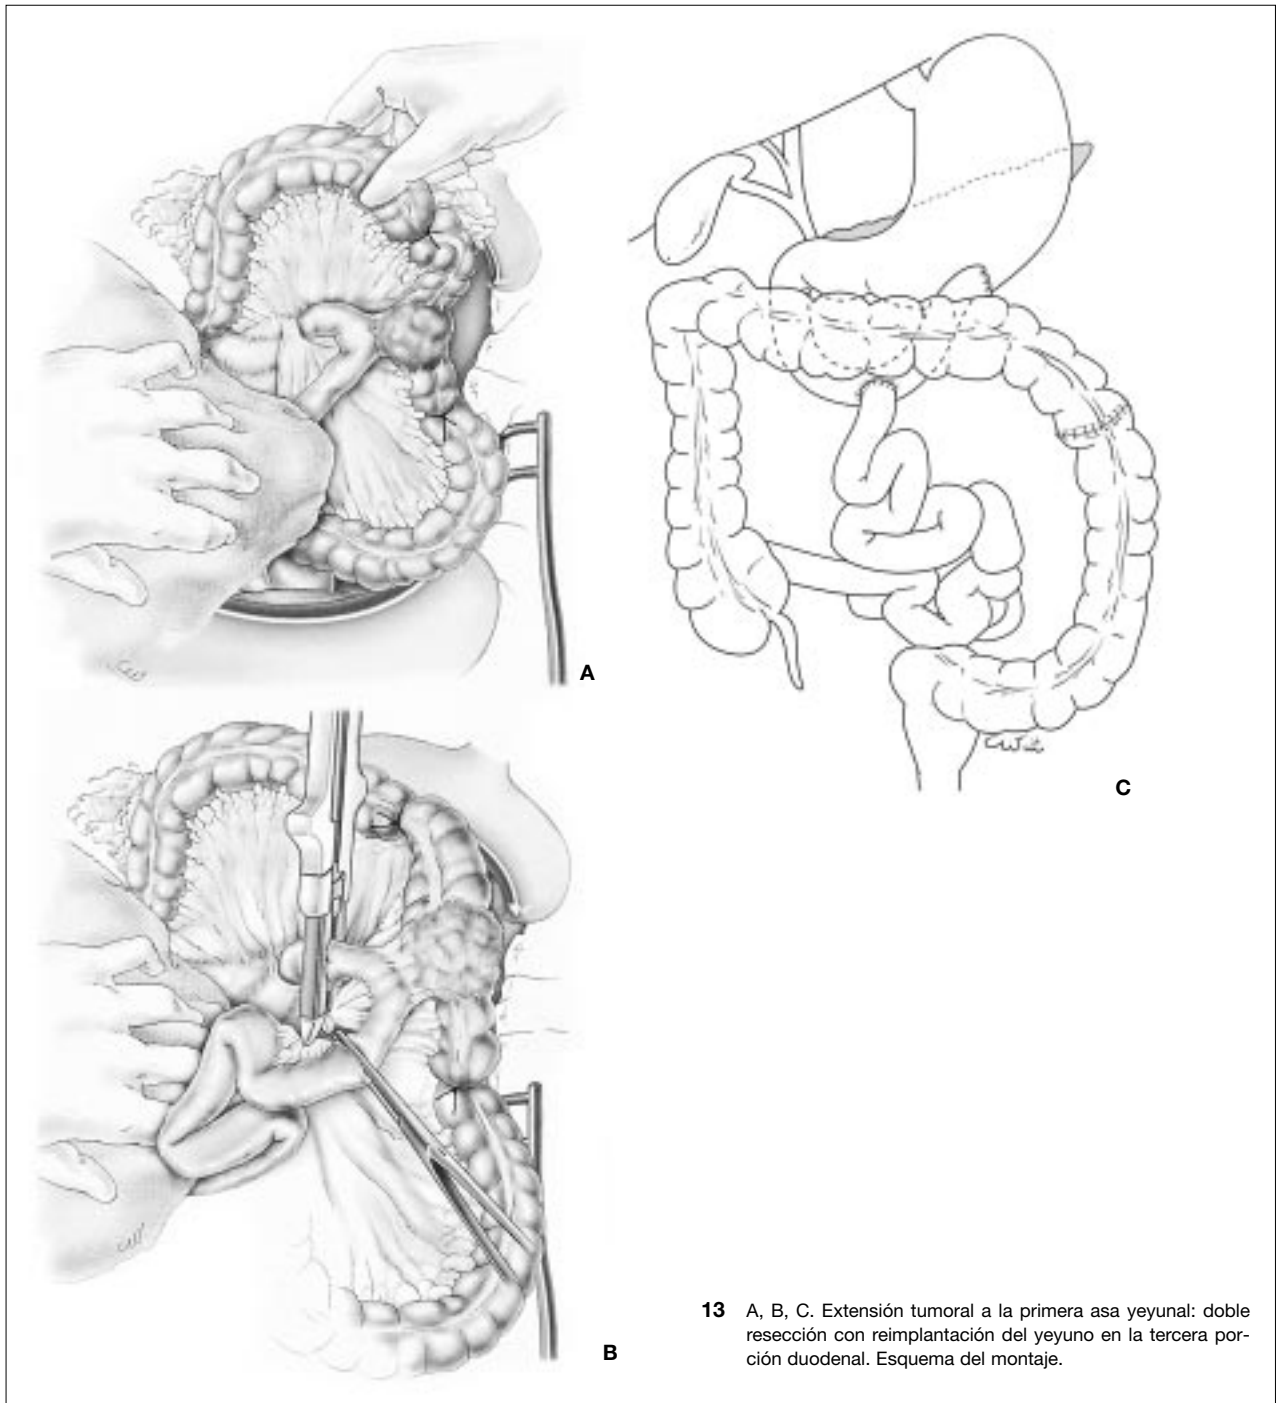 A
B
C
13 A, B, C. Extensión tumoral a la primera asa yeyunal: doble
resección con reimplantación del yeyuno en la tercera por-
ción duodenal. Esquema del montaje.